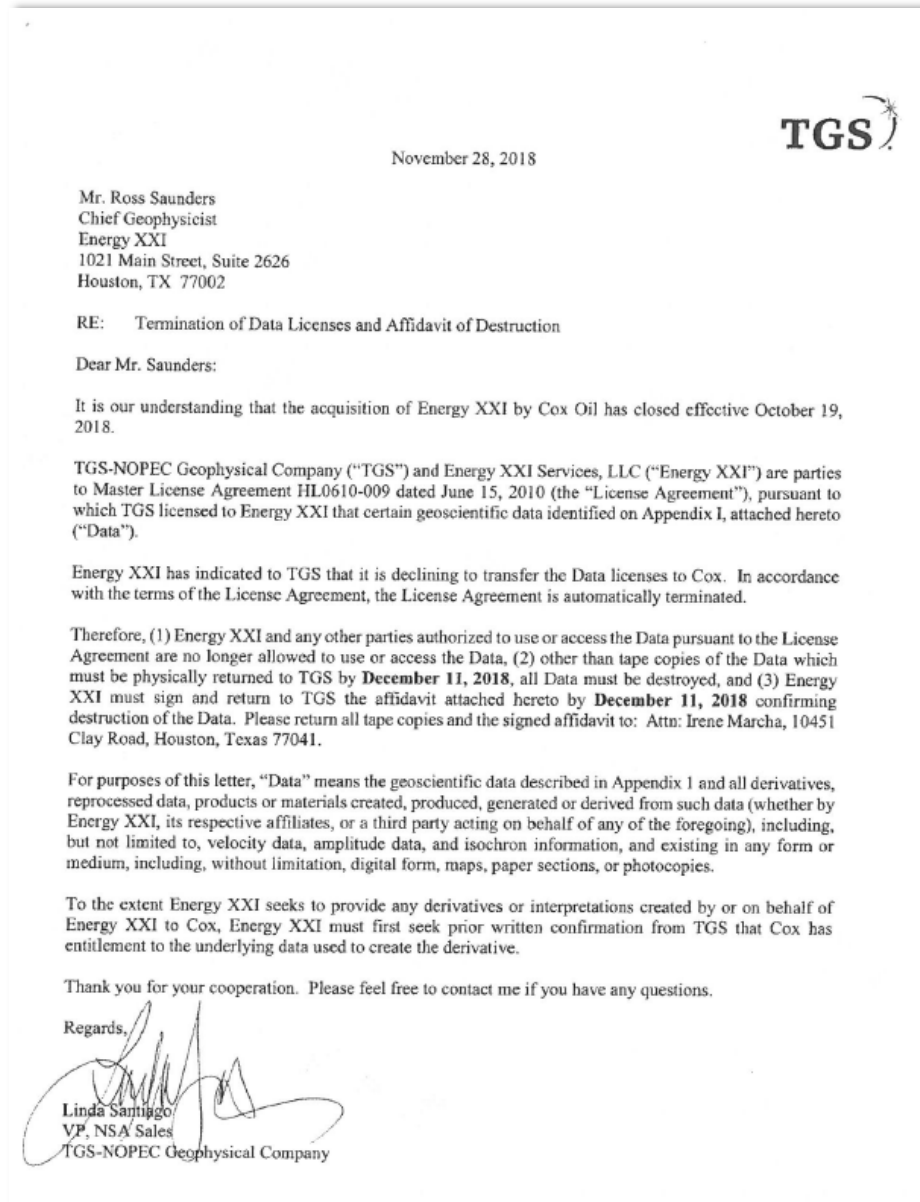 TGS
November 28, 2018
Mr. Ross Saunders
Chief Geophysicist
Energy XXI
1021 Main Street, Suite 2626
Houston, TX 77002
RE: Termination of Data Licenses and Affidavit of Destruction
Dear Mr. Saunders:
It is our understanding that the acquisition of Energy XXI by Cox Oil has closed effective October 19,
2018.
TGS-NOPEC Geophysical Company (“TGS”) and Energy XXI Services, LLC (“Energy XXI”) are parties
to Master License Agreement HL0610-009 dated June 15, 2010 (the “License Agreement”), pursuant to
which TGS licensed to Energy XXI that certain geoscientific data identified on Appendix I, attached hereto
(“Data”).
Energy XXI has indicated to TGS that it is declining to transfer the Data licenses to Cox. In accordance
with the terms of the License Agreement, the License Agreement is automatically terminated.
Therefore, (1) Energy XXI and any other parties authorized to use or access the Data pursuant to the License
Agreement are no longer allowed to use or access the Data, (2) other than tape copies of the Data which
must be physically returned to TGS by December 11, 2018, all Data must be destroyed, and (3) Energy
XXI must sign and return to TGS the affidavit attached hereto by December 11, 2018 confirming
destruction of the Data. Please return all tape copies and the signed affidavit to: Attn: Irene Marcha, 10451
Clay Road, Houston, Texas 77041.
For purposes of this letter, “Data” means the geoscientific data described in Appendix 1 and all derivatives,
reprocessed data, products or materials created, produced, generated or derived from such data (whether by
Energy XXI, its respective affiliates, or a third party acting on behalf of any of the foregoing), including,
but not limited to, velocity data, amplitude data, and isochron information, and existing in any form or
medium, including, without limitation, digital form, maps, paper sections, or photocopies.
To the extent Energy XXI seeks to provide any derivatives or interpretations created by or on behalf of
Energy XXI to Cox, Energy XXI must first seek prior written confirmation from TGS that Cox has
entitlement to the underlying data used to create the derivative.
Thank you for your cooperation. Please feel free to contact me if you have any questions.
Regards,
Linda Santiago
VP, NSA Sales
TGS-NOPEC Geophysical Company